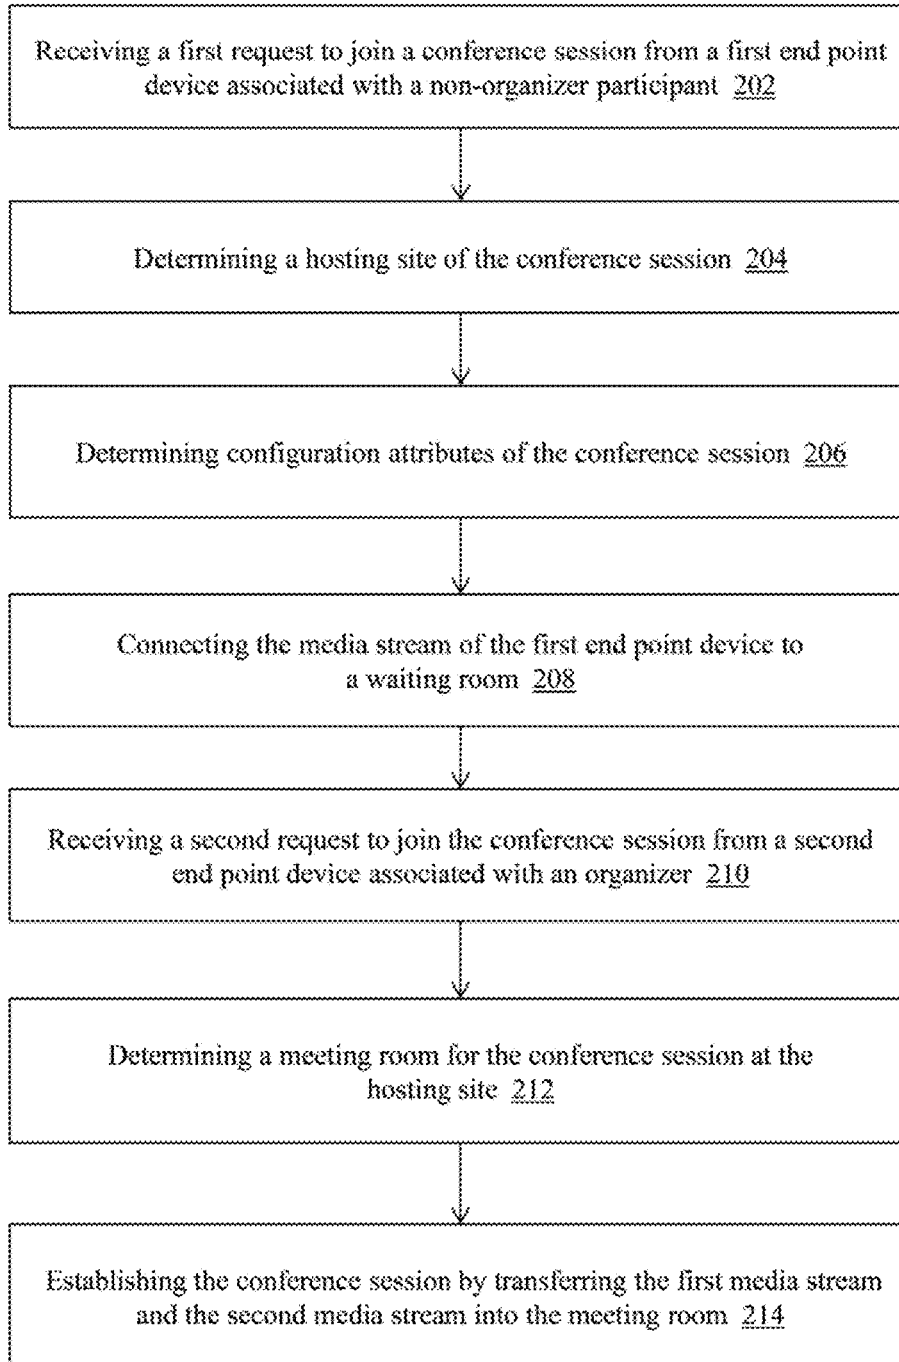 Receiving a first request to join a conference session from a first end point
device associated with a non-organizer participant 202
Determining a hosting site of the conference session 204
Determining configuration attributes of the conference session 206
Connecting the media stream of the first end point device to
a waiting room 208
Receiving a second request to join the conference session from a second
end point device associated with an organizer 210
Determining a meeting room for the conference session at the
hosting site 212
Establishing the conference session by transferring the first media stream
and the second media stream into the meeting room 214